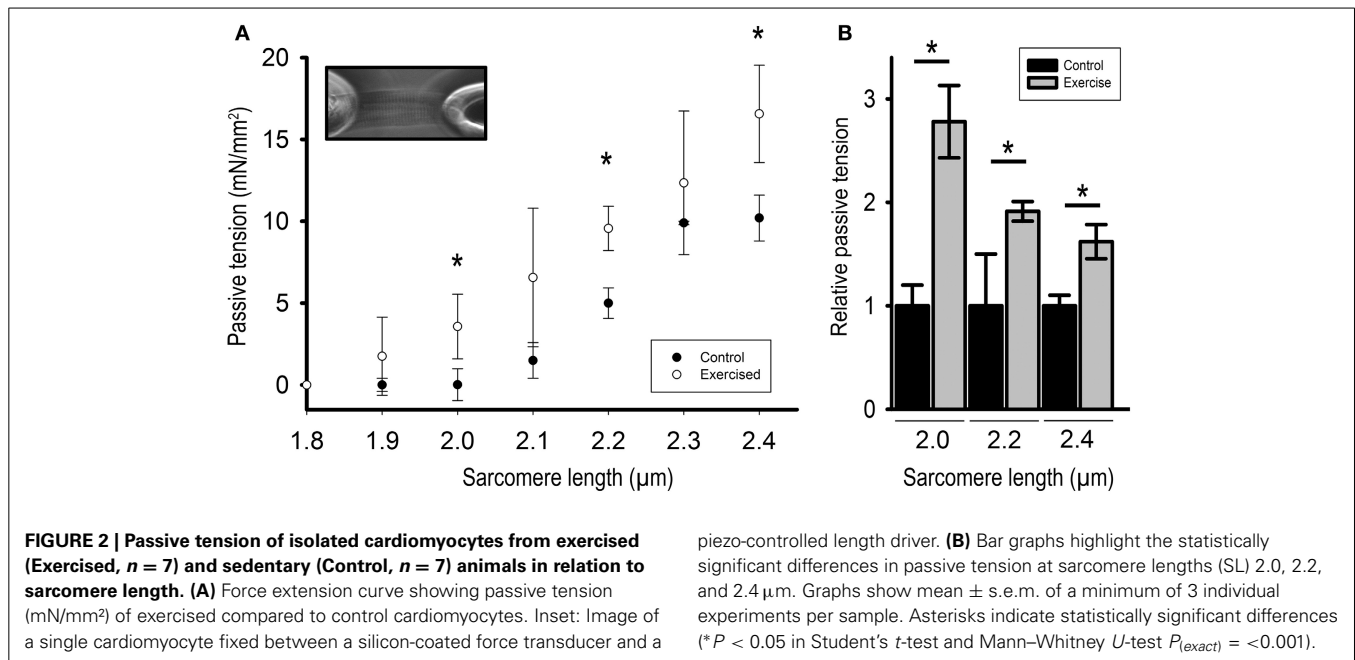 A
Passive tension (mN/mm²)
20
15
10
5
0
*
*
*
Control
Exercised
1.8 1.9 2.0 2.1 2.2 2.3 2.4
Sarcomere length (µm)
B
Relative passive tension
3
2
1
0
*
*
*
Control
Exercise
2.0 2.2 2.4
Sarcomere length (µm)
FIGURE 2 | Passive tension of isolated cardiomyocytes from exercised
(Exercised, n = 7) and sedentary (Control, n = 7) animals in relation to
sarcomere length. (A) Force extension curve showing passive tension
(mN/mm²) of exercised compared to control cardiomyocytes. Inset: Image of
a single cardiomyocyte fixed between a silicon-coated force transducer and a
piezo-controlled length driver. (B) Bar graphs highlight the statistically
significant differences in passive tension at sarcomere lengths (SL) 2.0, 2.2,
and 2.4 µm. Graphs show mean ± s.e.m. of a minimum of 3 individual
experiments per sample. Asterisks indicate statistically significant differences
(*P < 0.05 in Student's t-test and Mann–Whitney U-test P(exact) = <0.001).